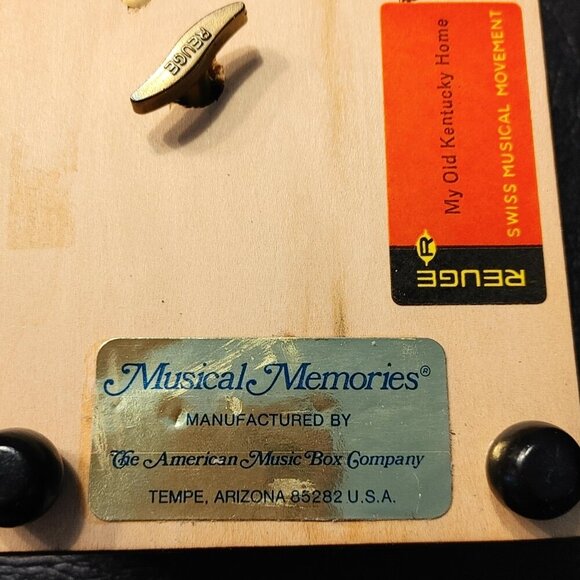 REUGE
My Old Kentucky Home
SWISS MUSICAL MOVEMENT
R
REUGE
Musical Memories®
MANUFACTURED BY
The American Music Box Company
TEMPE, ARIZONA 85282 U.S.A.